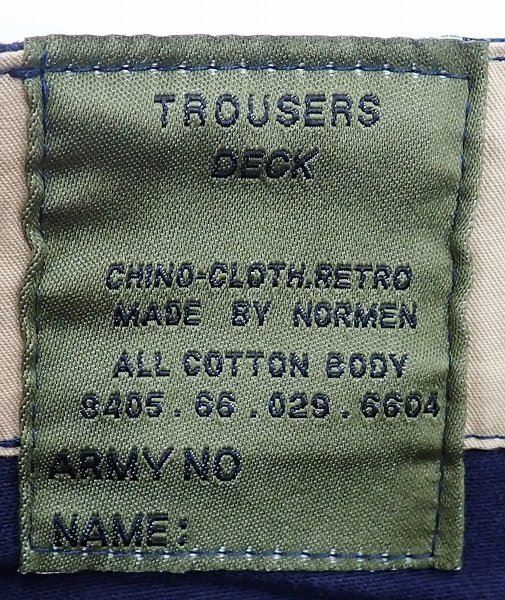 TROUSERS
DECK
CHINO-CLOTH.RETRO
MADE BY NORMEN
ALL COTTON BODY
8405.66.029.6604
ARMY NO
NAME: